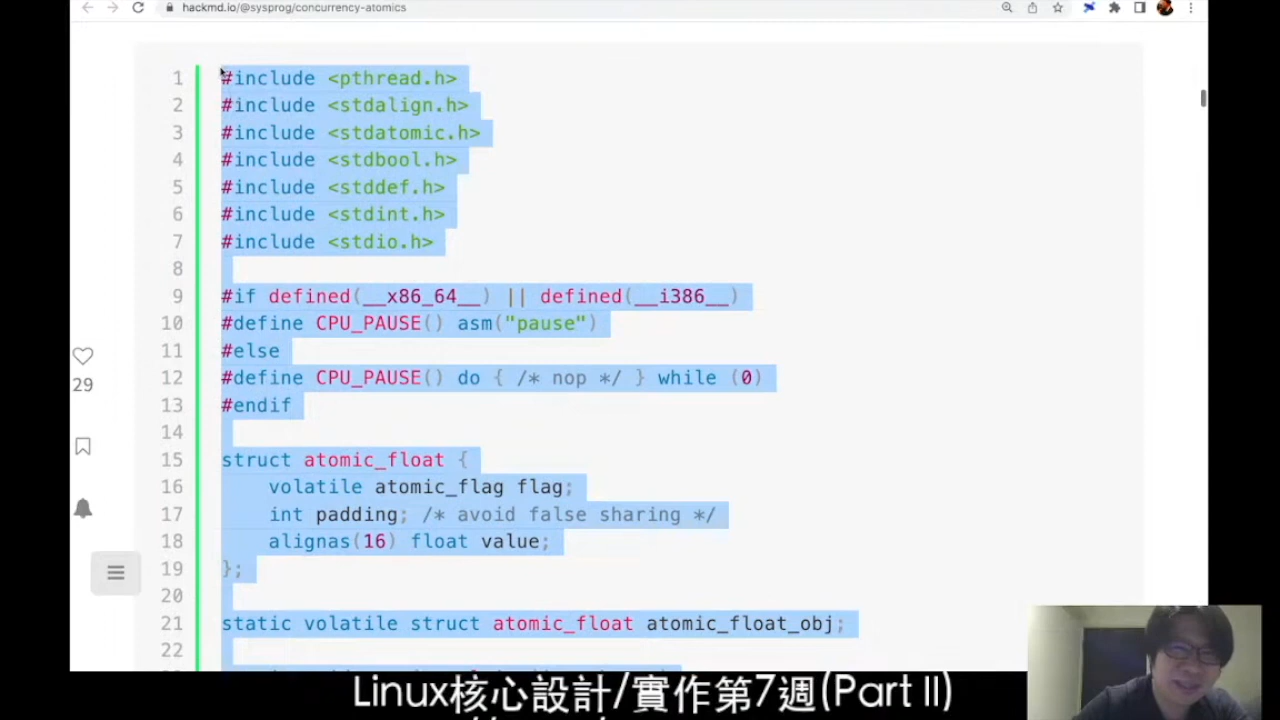 hackmd.io/@sysprog/concurrency-atomics
1 #include <pthread.h>
2 #include <stdalign.h>
3 #include <stdatomic.h>
4 #include <stdbool.h>
5 #include <stddef.h>
6 #include <stdint.h>
7 #include <stdio.h>
8
9 #if defined(__x86_64__) || defined(__i386__)
10 #define CPU_PAUSE() asm("pause")
11 #else
12 #define CPU_PAUSE() do { /* nop */ } while (0)
13 #endif
14
15 struct atomic_float {
16 volatile atomic_flag flag;
17 int padding; /* avoid false sharing */
18 alignas(16) float value;
19 };
20
21 static volatile struct atomic_float atomic_float_obj;
22
29
Linux核心設計/實作第7週(Part II)